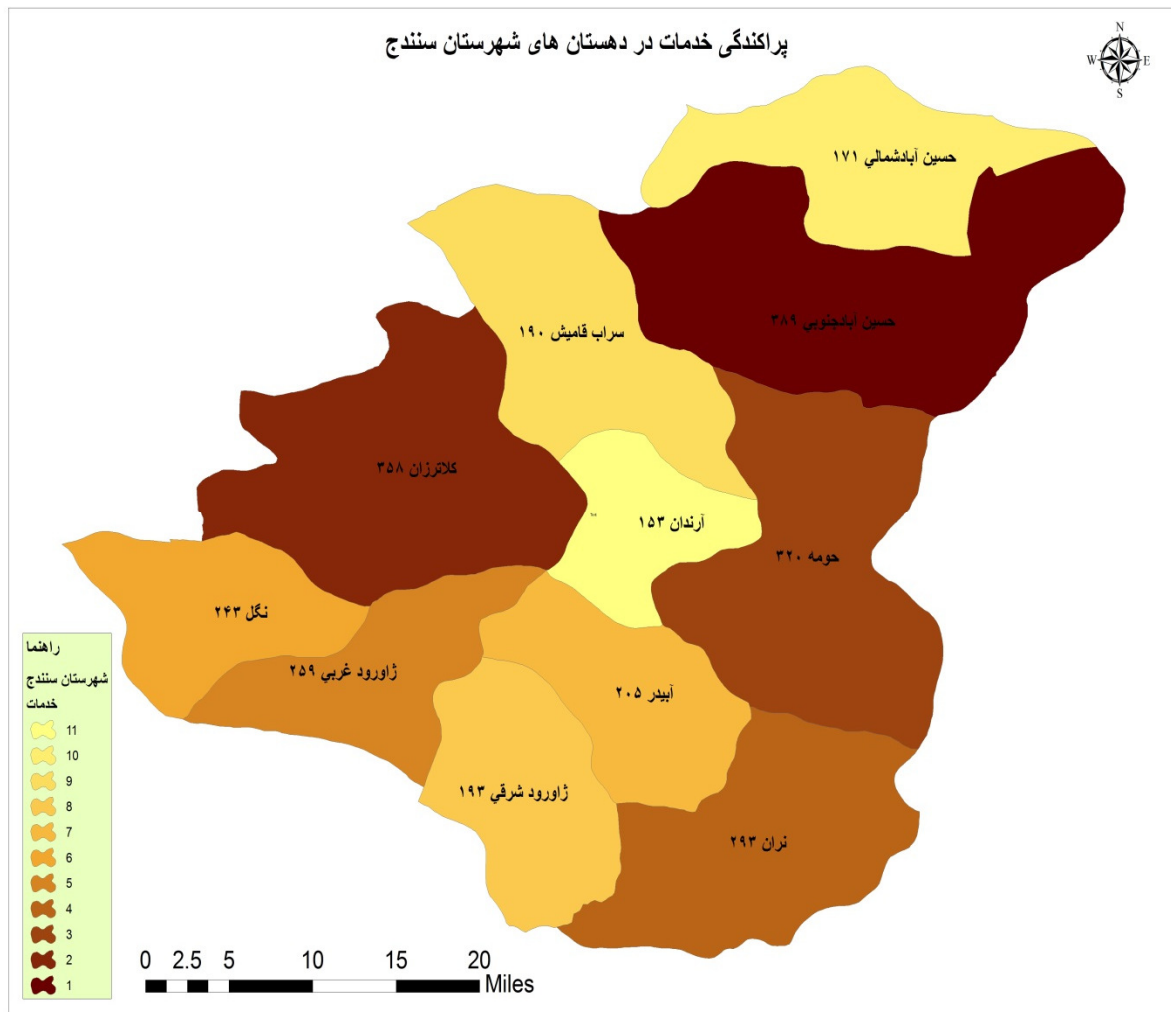 پراکندگی خدمات در دهستان های شهرستان سنندج
N
W E
S
حسین آبادشمالي ۱۷۱
حسین آبادجنوبي ۳۸۹
سراب قامیش ۱۹۰
کلاترزان ۳۵۸
آرندان ۱۵۳
حومه ۳۲۰
نگل ۲۴۳
ژاورود غربي ۲۵۹
آبیدر ۲۰۵
ژاورود شرقي ۱۹۳
نران ۲۹۳
راهنما
شهرستان سنندج
خدمات
11
10
9
8
7
6
5
4
3
2
1
0 2.5 5 10 15 20
Miles